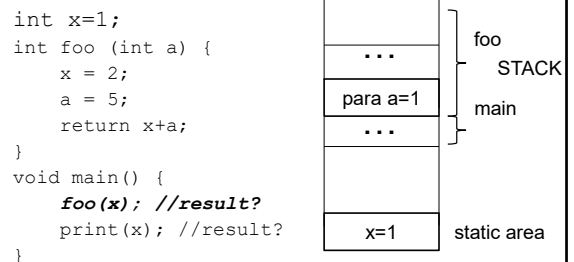 int x=1;
int foo (int a) {
x = 2;
a = 5;
return x+a;
}
void main() {
foo(x); //result?
print(x); //result?
}
...
para a=1
...
x=1
foo
STACK
main
static area